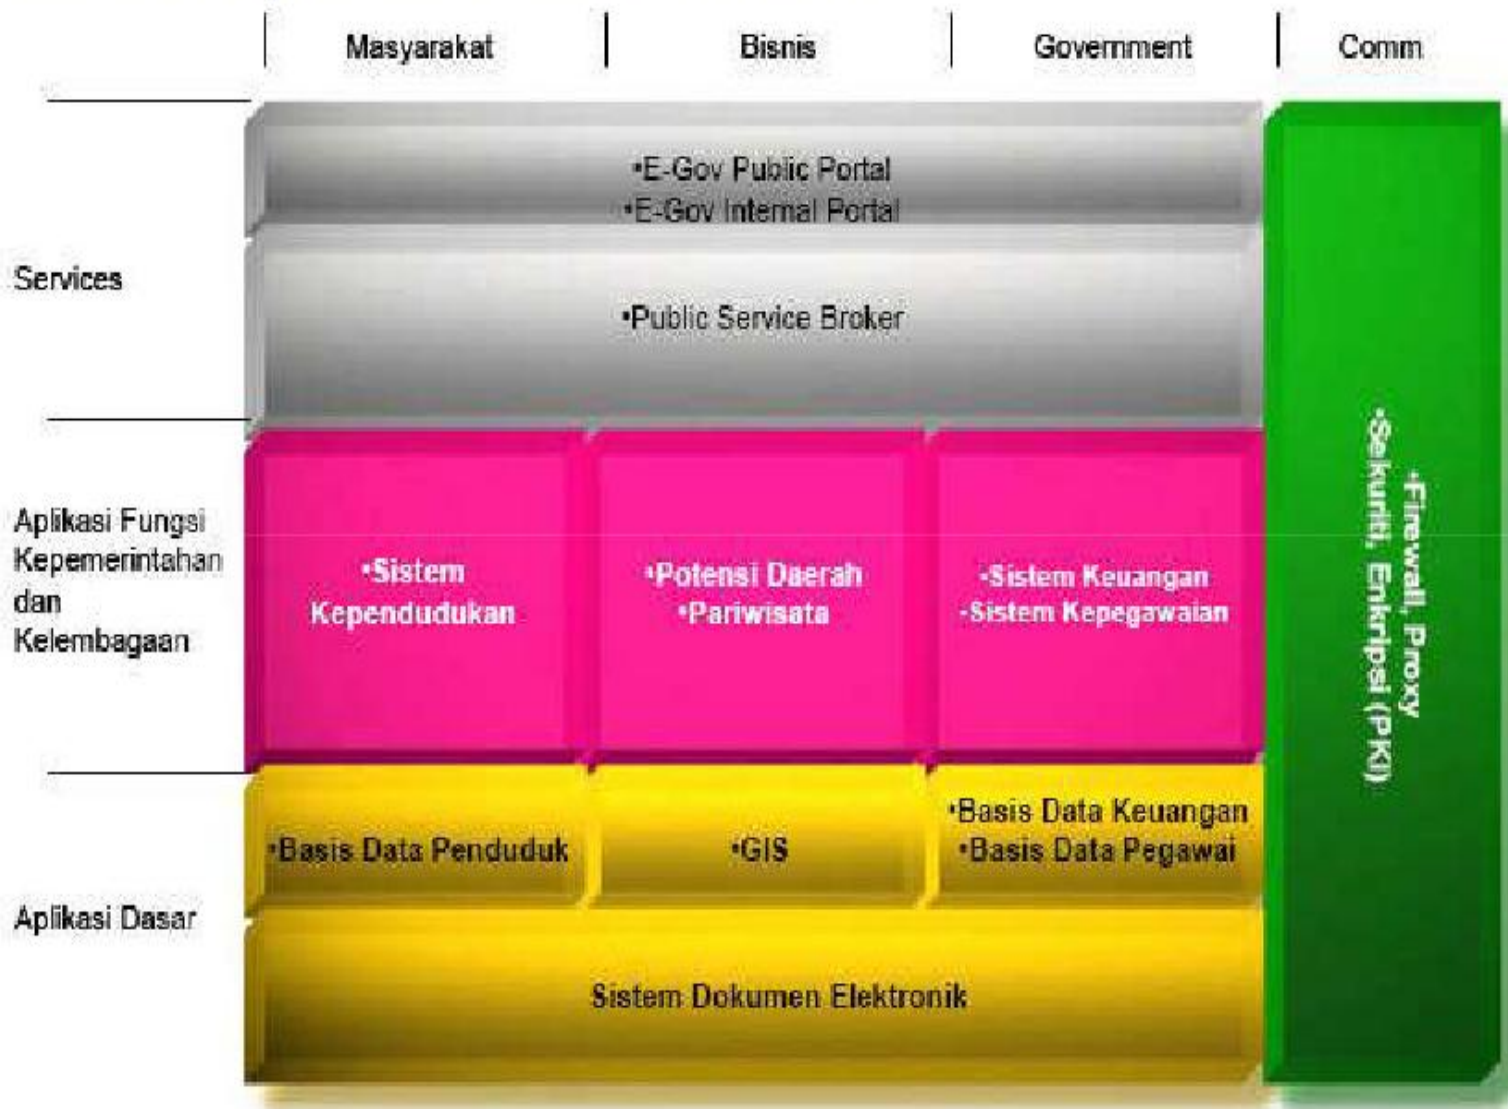 Masyarakat
Bisnis
Government
Comm
Services
•E-Gov Public Portal
•E-Gov Internal Portal
•Public Service Broker
Aplikasi Fungsi
Kepemerintahan
dan
Kelembagaan
•Sistem
Kependudukan
•Potensi Daerah
•Pariwisata
•Sistem Keuangan
•Sistem Kepegawaian
Aplikasi Dasar
•Basis Data Penduduk
•GIS
•Basis Data Keuangan
•Basis Data Pegawai
Sistem Dokumen Elektronik
•Firewall, Proxy
•Sekuriti, Enkripsi (PKI)